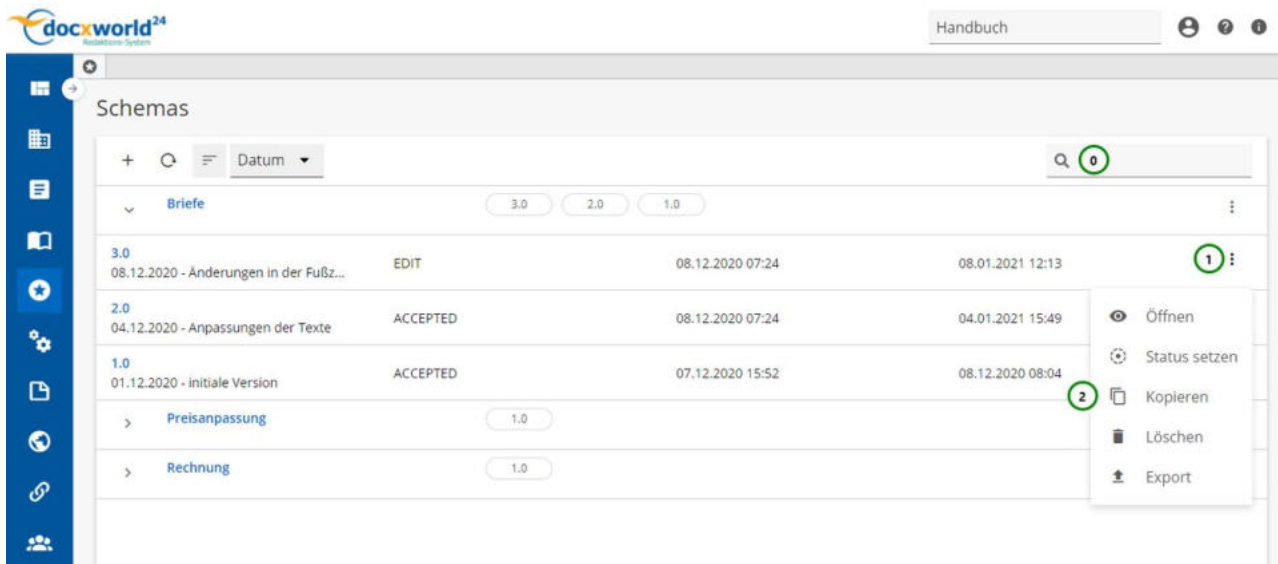 docxworld24
Redaktions-System
Handbuch
Schemas
Datum
0
Briefe 3.0 2.0 1.0
3.0
08.12.2020 - Änderungen in der Fußz... EDIT 08.12.2020 07:24 08.01.2021 12:13 1
2.0
04.12.2020 - Anpassungen der Texte ACCEPTED 08.12.2020 07:24 04.01.2021 15:49
1.0
01.12.2020 - initiale Version ACCEPTED 07.12.2020 15:52 08.12.2020 08:04
Preisanpassung 1.0
Rechnung 1.0
Öffnen
Status setzen
2 Kopieren
Löschen
Export